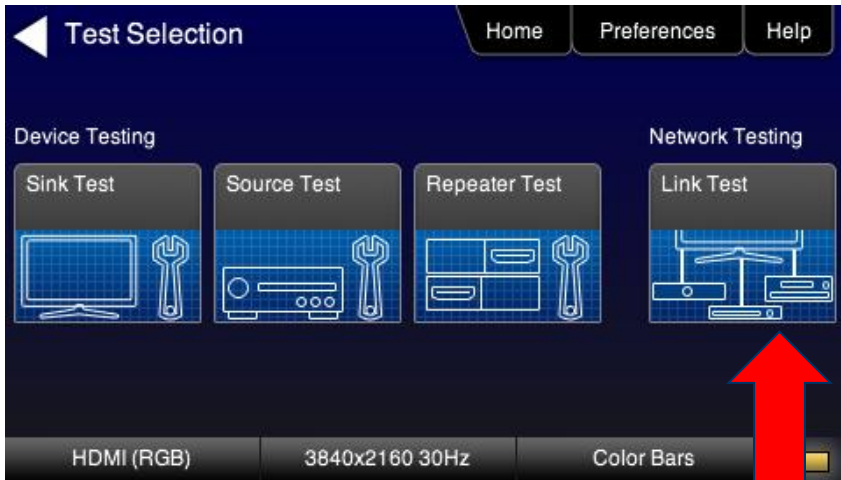 Test Selection
Home
Preferences
Help
Device Testing
Network Testing
Sink Test
Source Test
Repeater Test
Link Test
HDMI (RGB)
3840x2160 30Hz
Color Bars